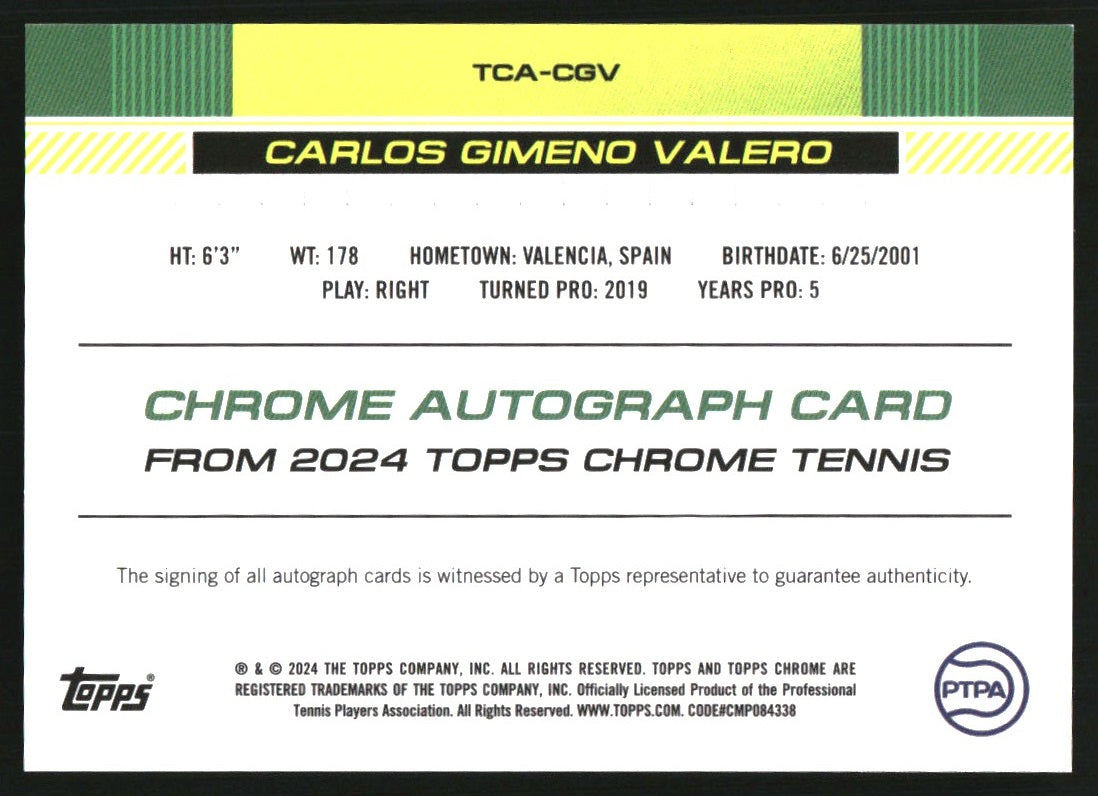 TCA-CGV
CARLOS GIMENO VALERO
HT: 6'3" WT: 178 HOMETOWN: VALENCIA, SPAIN BIRTHDATE: 6/25/2001
PLAY: RIGHT TURNED PRO: 2019 YEARS PRO: 5
CHROME AUTOGRAPH CARD
FROM 2024 TOPPS CHROME TENNIS
The signing of all autograph cards is witnessed by a Topps representative to guarantee authenticity.
topps®
® & © 2024 THE TOPPS COMPANY, INC. ALL RIGHTS RESERVED. TOPPS AND TOPPS CHROME ARE
REGISTERED TRADEMARKS OF THE TOPPS COMPANY, INC. Officially Licensed Product of the Professional
Tennis Players Association. All Rights Reserved. WWW.TOPPS.COM. CODE#CMP084338
PTPA